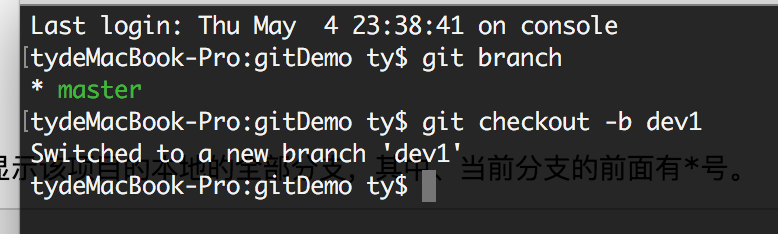 Last login: Thu May  4 23:38:41 on console
[tydeMacBook-Pro:gitDemo ty$ git branch
* master
[tydeMacBook-Pro:gitDemo ty$ git checkout -b dev1
Switched to a new branch 'dev1'
显示该项目的本地的全部分支，其中、当前分支的前面有*号。
tydeMacBook-Pro:gitDemo ty$